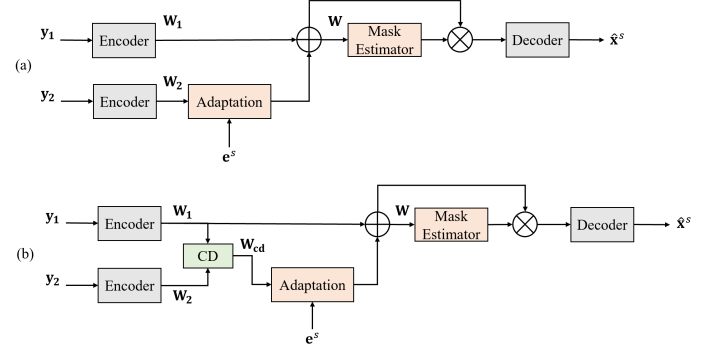 y₁ Encoder W₁ W Mask Estimator Decoder x̂ˢ
(a)
y₂ Encoder W₂ Adaptation
eˢ
y₁ Encoder W₁ W Mask Estimator Decoder x̂ˢ
(b) CD W_cd
y₂ Encoder W₂ Adaptation
eˢ